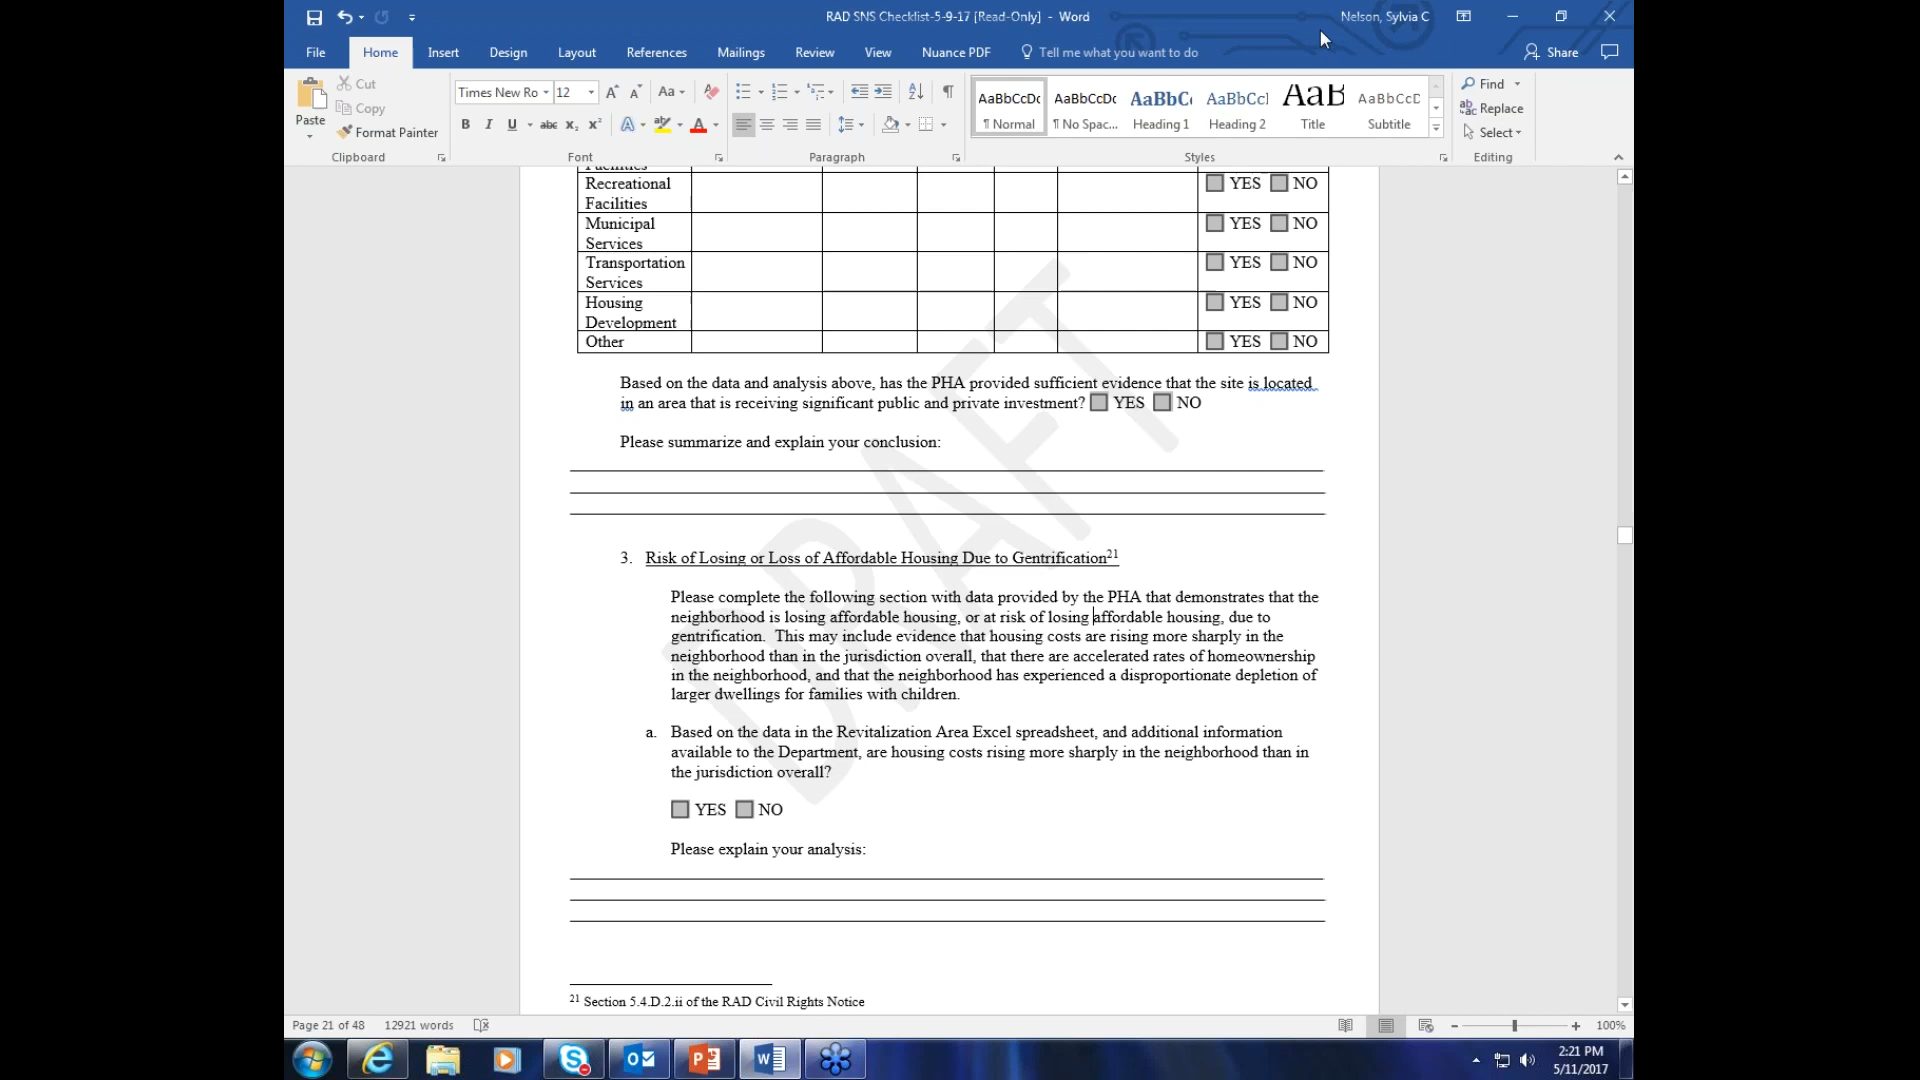 RAD SNS Checklist-5-9-17 [Read-Only] - Word
Nelson, Sylvia C
File Home Insert Design Layout References Mailings Review View Nuance PDF Tell me what you want to do Share
Paste
Cut
Copy
Format Painter
Clipboard
Times New Ro 12
Font
Paragraph
AaBbCcDc AaBbCcDc AaBbC AaBbCcl AaB AaBbCcD
¶ Normal ¶ No Spac... Heading 1 Heading 2 Title Subtitle
Styles
Find
Replace
Select
Editing
Facilities
Recreational YES NO
Facilities
Municipal YES NO
Services
Transportation YES NO
Services
Housing YES NO
Development
Other YES NO
DRAFT
Based on the data and analysis above, has the PHA provided sufficient evidence that the site is located
in an area that is receiving significant public and private investment? YES NO
Please summarize and explain your conclusion:
3. Risk of Losing or Loss of Affordable Housing Due to Gentrification21
Please complete the following section with data provided by the PHA that demonstrates that the
neighborhood is losing affordable housing, or at risk of losing affordable housing, due to
gentrification. This may include evidence that housing costs are rising more sharply in the
neighborhood than in the jurisdiction overall, that there are accelerated rates of homeownership
in the neighborhood, and that the neighborhood has experienced a disproportionate depletion of
larger dwellings for families with children.
a. Based on the data in the Revitalization Area Excel spreadsheet, and additional information
available to the Department, are housing costs rising more sharply in the neighborhood than in
the jurisdiction overall?
YES NO
Please explain your analysis:
21 Section 5.4.D.2.ii of the RAD Civil Rights Notice
Page 21 of 48 12921 words 100%
2:21 PM
5/11/2017